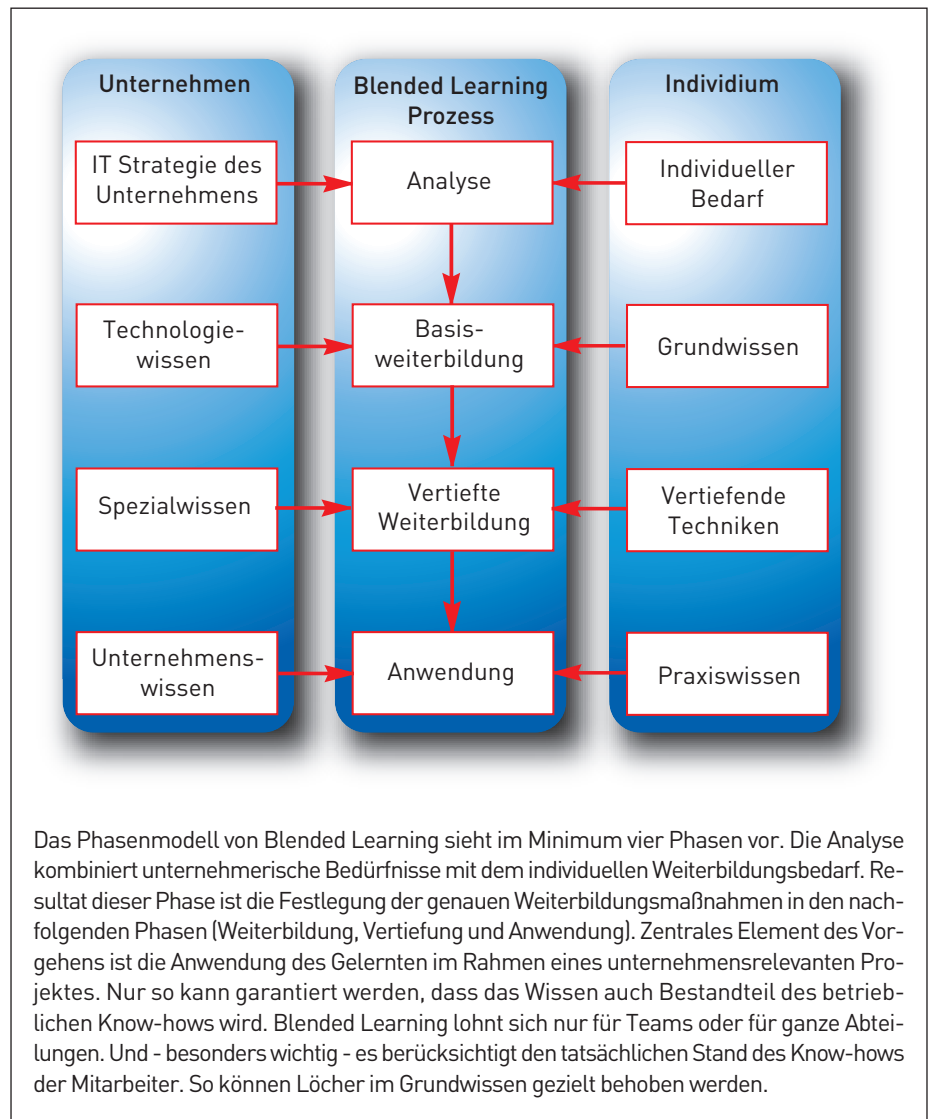 Unternehmen
Blended Learning
Prozess
Individium
IT Strategie des
Unternehmens
Analyse
Individueller
Bedarf
Technologie-
wissen
Basis-
weiterbildung
Grundwissen
Spezialwissen
Vertiefte
Weiterbildung
Vertiefende
Techniken
Unternehmens-
wissen
Anwendung
Praxiswissen
Das Phasenmodell von Blended Learning sieht im Minimum vier Phasen vor. Die Analyse
kombiniert unternehmerische Bedürfnisse mit dem individuellen Weiterbildungsbedarf. Re-
sultat dieser Phase ist die Festlegung der genauen Weiterbildungsmaßnahmen in den nach-
folgenden Phasen (Weiterbildung, Vertiefung und Anwendung). Zentrales Element des Vor-
gehens ist die Anwendung des Gelernten im Rahmen eines unternehmensrelevanten Pro-
jektes. Nur so kann garantiert werden, dass das Wissen auch Bestandteil des betrieb-
lichen Know-hows wird. Blended Learning lohnt sich nur für Teams oder für ganze Abtei-
lungen. Und - besonders wichtig - es berücksichtigt den tatsächlichen Stand des Know-hows
der Mitarbeiter. So können Löcher im Grundwissen gezielt behoben werden.